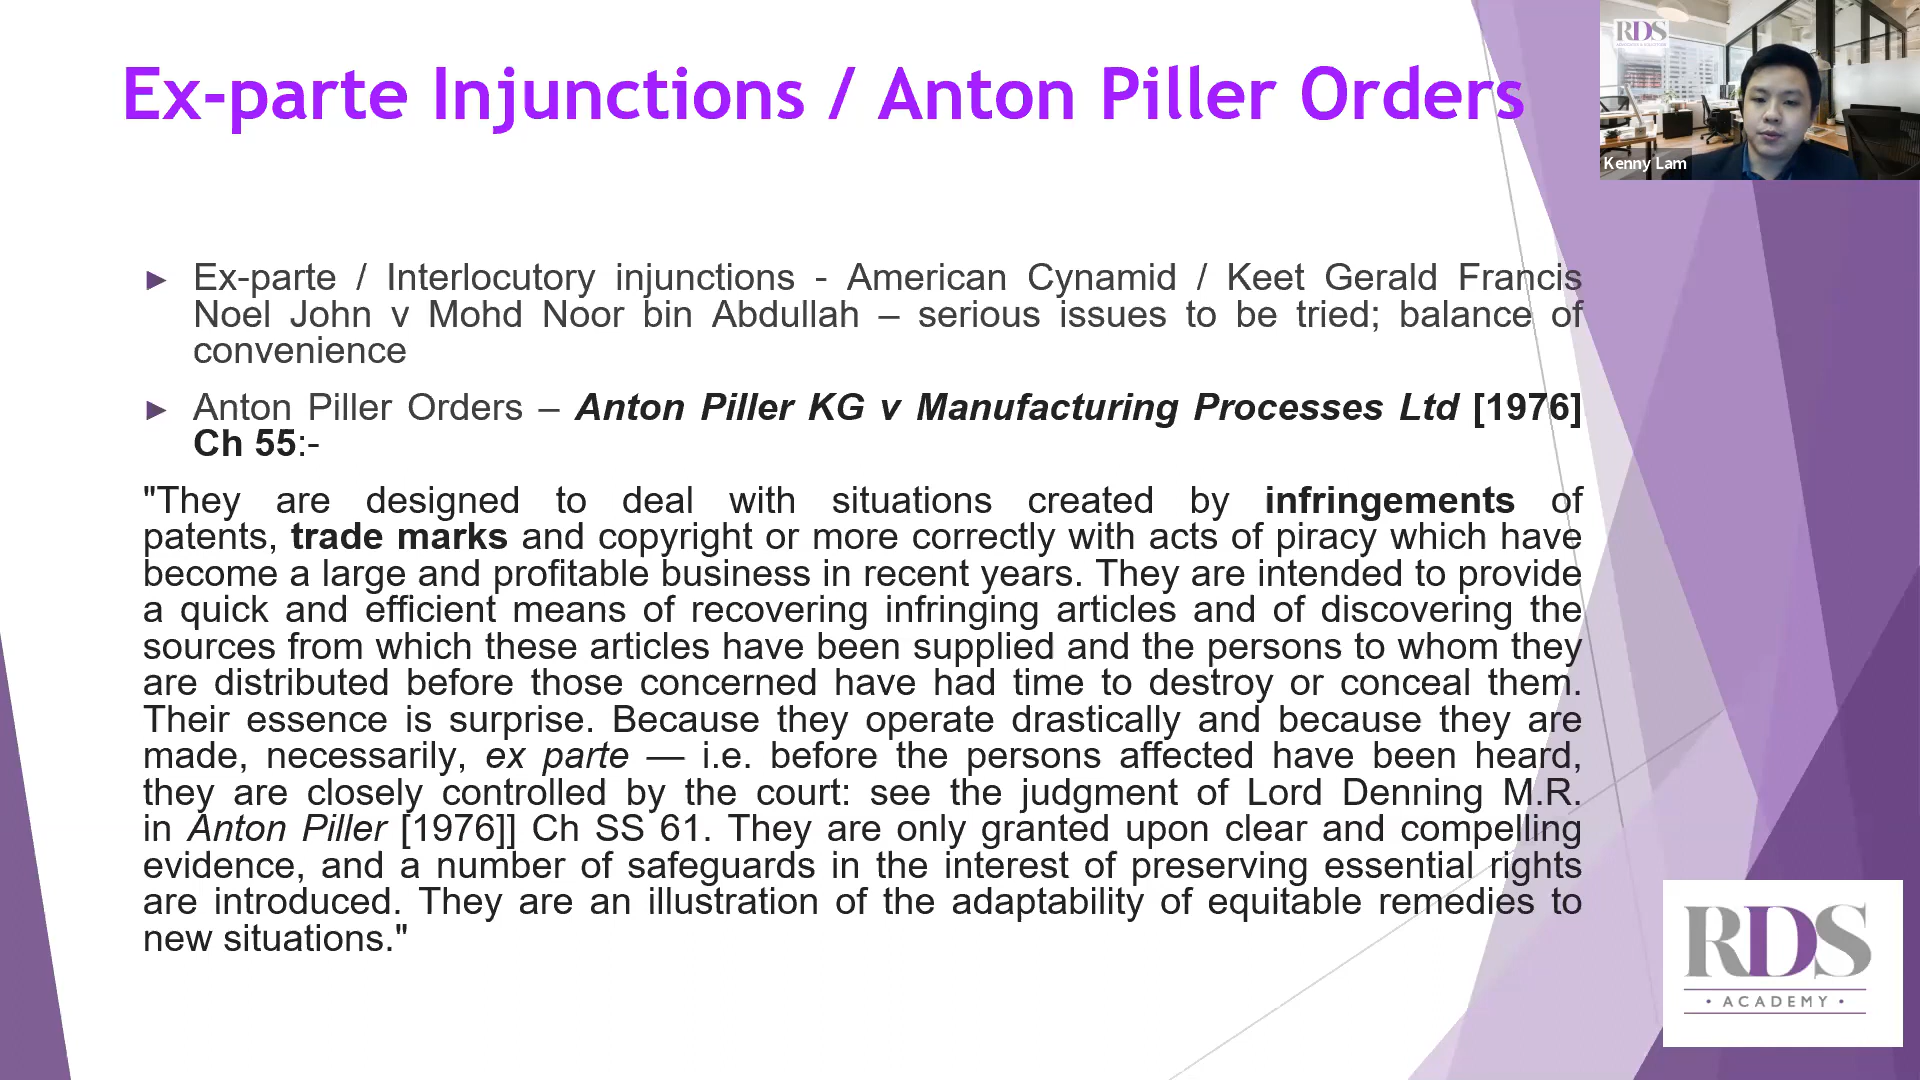 Ex-parte Injunctions / Anton Piller Orders
RDS
Kenny Lam
► Ex-parte / Interlocutory injunctions - American Cynamid / Keet Gerald Francis
Noel John v Mohd Noor bin Abdullah – serious issues to be tried; balance of
convenience
► Anton Piller Orders – Anton Piller KG v Manufacturing Processes Ltd [1976]
Ch 55:-
"They are designed to deal with situations created by infringements of
patents, trade marks and copyright or more correctly with acts of piracy which have
become a large and profitable business in recent years. They are intended to provide
a quick and efficient means of recovering infringing articles and of discovering the
sources from which these articles have been supplied and the persons to whom they
are distributed before those concerned have had time to destroy or conceal them.
Their essence is surprise. Because they operate drastically and because they are
made, necessarily, ex parte — i.e. before the persons affected have been heard,
they are closely controlled by the court: see the judgment of Lord Denning M.R.
in Anton Piller [1976]] Ch SS 61. They are only granted upon clear and compelling
evidence, and a number of safeguards in the interest of preserving essential rights
are introduced. They are an illustration of the adaptability of equitable remedies to
new situations."
RDS
• ACADEMY •